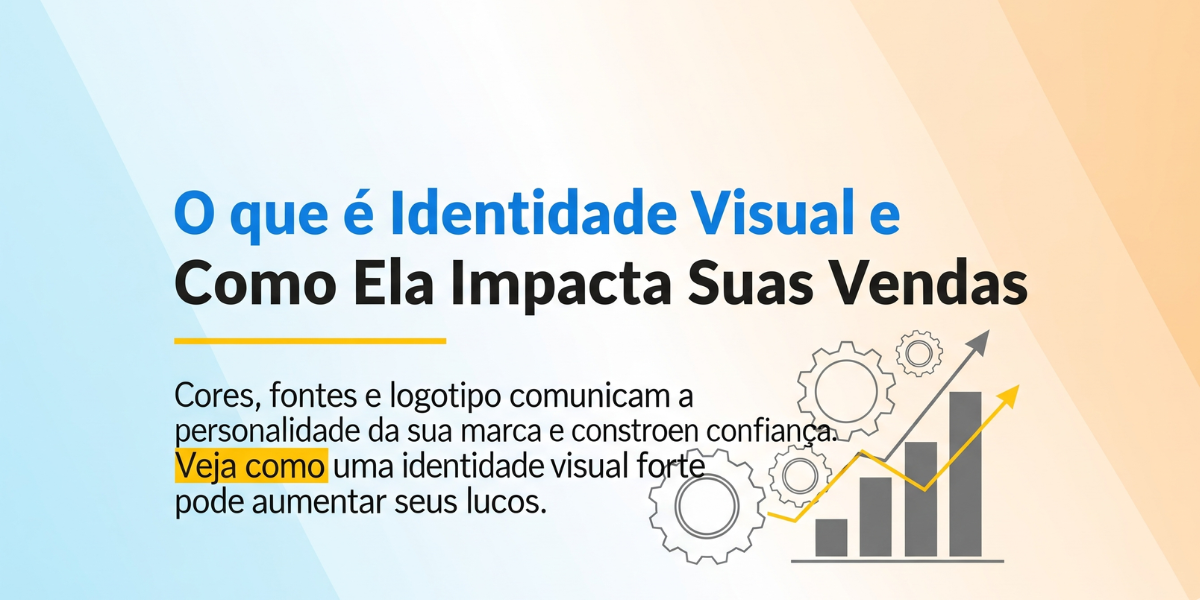 O que é Identidade Visual e
Como Ela Impacta Suas Vendas
Cores, fontes e logotipo comunicam a
personalidade da sua marca e constroen confiança.
Veja como uma identidade visual forte
pode aumentar seus lucos.